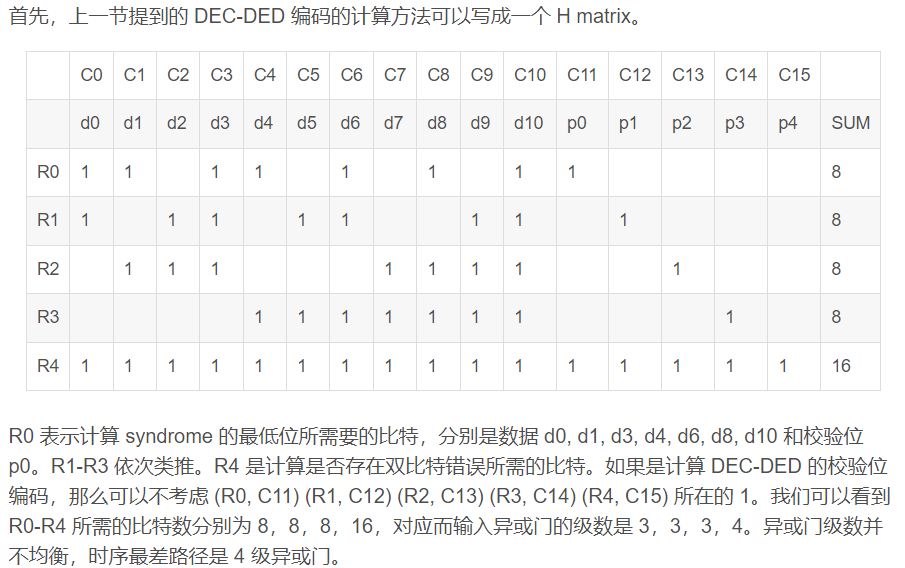 首先，上一节提到的 DEC-DED 编码的计算方法可以写成一个 H matrix。
C0 C1 C2 C3 C4 C5 C6 C7 C8 C9 C10 C11 C12 C13 C14 C15
d0 d1 d2 d3 d4 d5 d6 d7 d8 d9 d10 p0 p1 p2 p3 p4 SUM
R0 1 1 1 1 1 1 1 1 8
R1 1 1 1 1 1 1 1 1 8
R2 1 1 1 1 1 1 1 1 8
R3 1 1 1 1 1 1 1 1 8
R4 1 1 1 1 1 1 1 1 1 1 1 1 1 1 1 1 16
R0 表示计算 syndrome 的最低位所需要的比特，分别是数据 d0, d1, d3, d4, d6, d8, d10 和校验位
p0。R1-R3 依次类推。R4 是计算是否存在双比特错误所需的比特。如果是计算 DEC-DED 的校验位
编码，那么可以不考虑 (R0, C11) (R1, C12) (R2, C13) (R3, C14) (R4, C15) 所在的 1。我们可以看到
R0-R4 所需的比特数分别为 8，8，8，16，对应而输入异或门的级数是 3，3，3，4。异或门级数并
不均衡，时序最差路径是 4 级异或门。